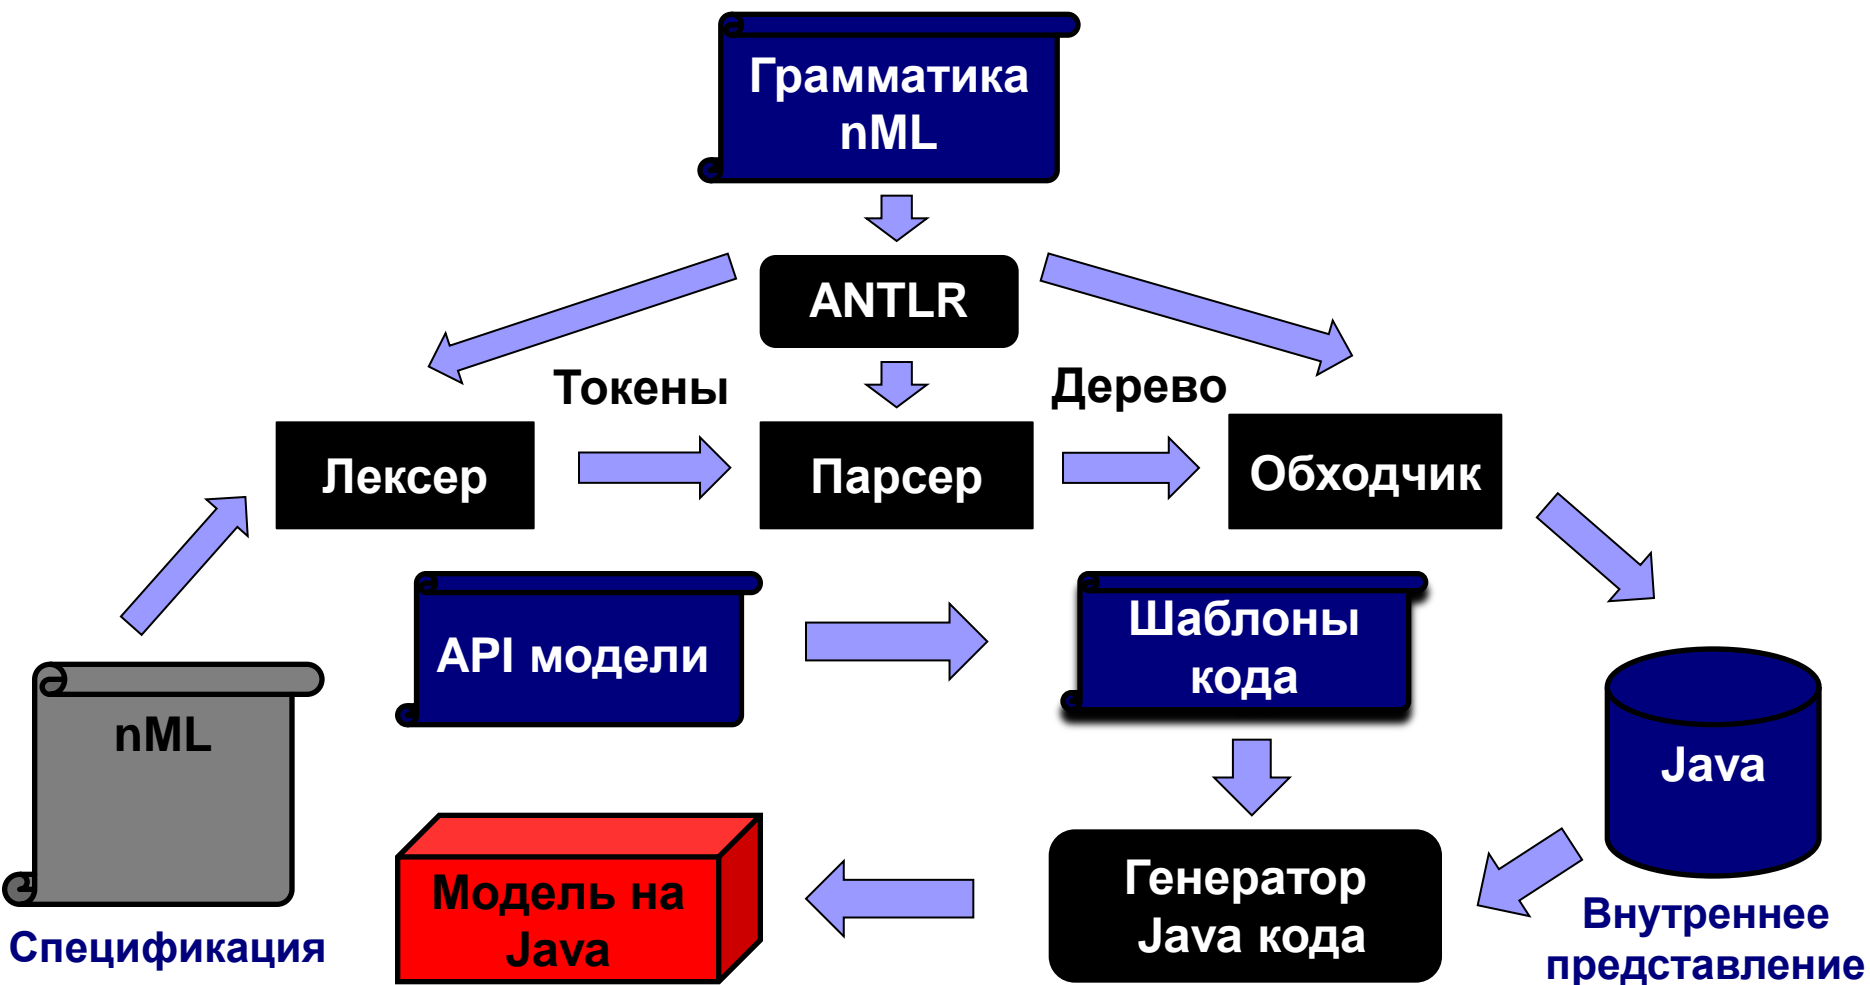 Грамматика
nML
ANTLR
Токены
Дерево
Лексер
Парсер
Обходчик
API модели
Шаблоны
кода
nML
Java
Модель на
Java
Генератор
Java кода
Спецификация
Внутреннее
представление